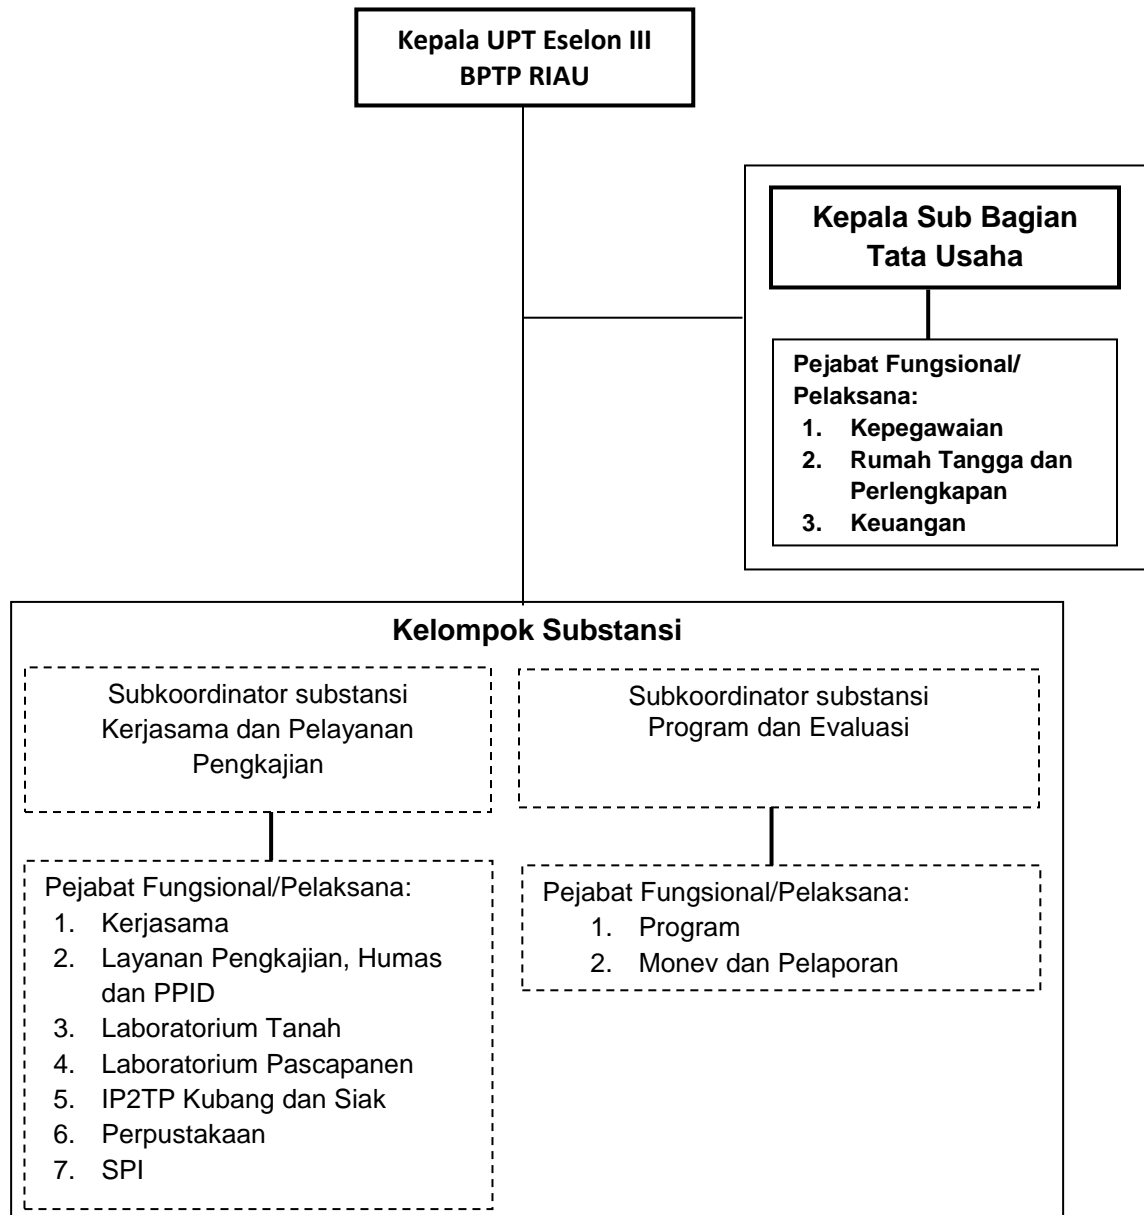 Kepala UPT Eselon III
BPTP RIAU
Kepala Sub Bagian
Tata Usaha
Pejabat Fungsional/
Pelaksana:
1. Kepegawaian
2. Rumah Tangga dan
Perlengkapan
3. Keuangan
Kelompok Substansi
Subkoordinator substansi
Kerjasama dan Pelayanan
Pengkajian
Subkoordinator substansi
Program dan Evaluasi
Pejabat Fungsional/Pelaksana:
1. Kerjasama
2. Layanan Pengkajian, Humas
dan PPID
3. Laboratorium Tanah
4. Laboratorium Pascapanen
5. IP2TP Kubang dan Siak
6. Perpustakaan
7. SPI
Pejabat Fungsional/Pelaksana:
1. Program
2. Monev dan Pelaporan